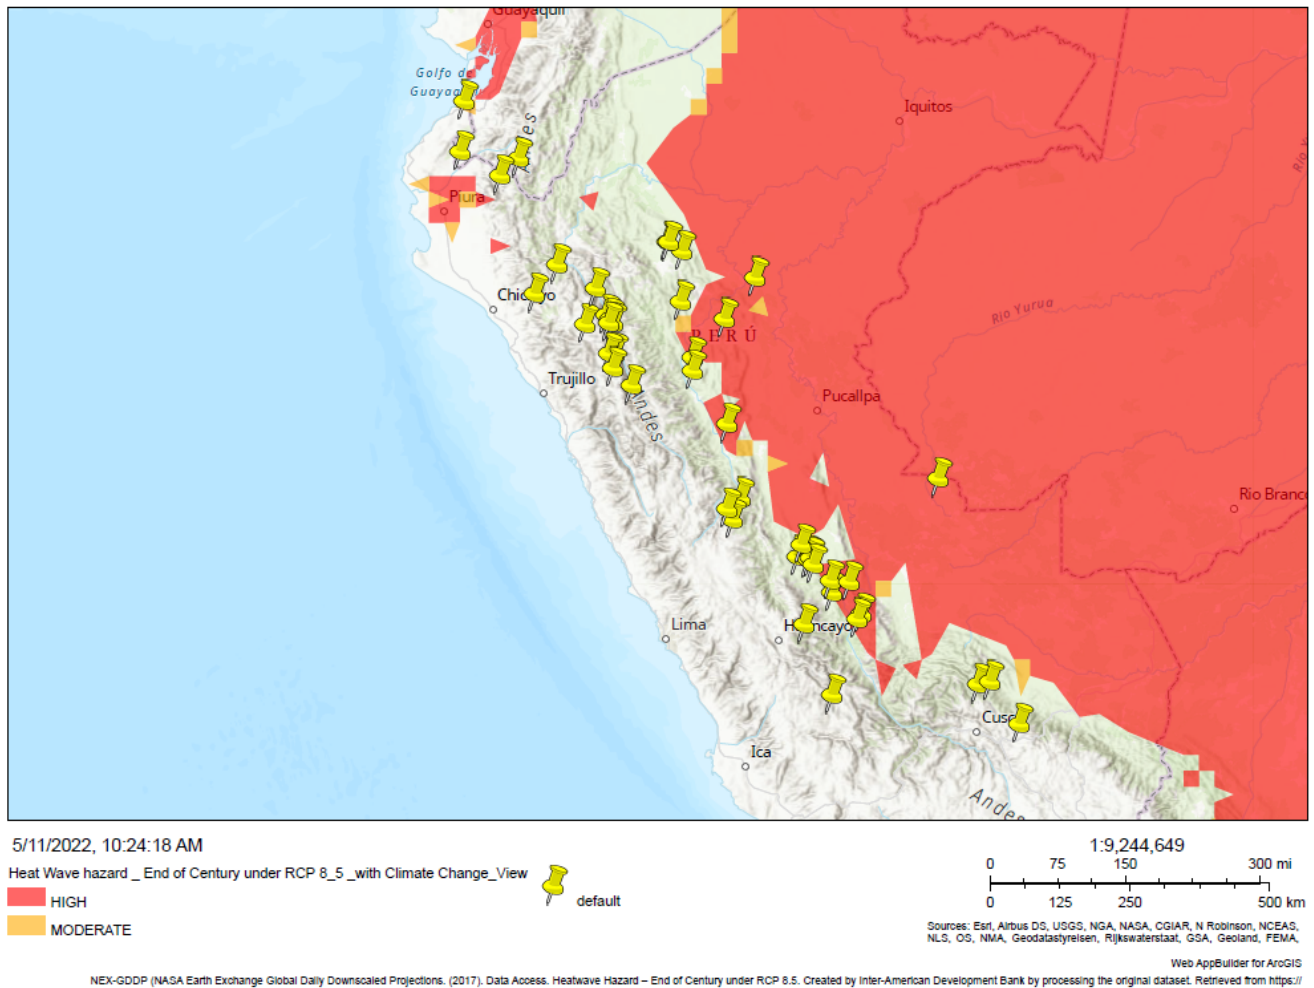 Guayaquil
Golfo de
Guayaquil
es
Iquitos
Piura
Chiclayo
PERÚ
Río Yurua
Trujillo
Andes
Pucallpa
Rio Branco
Lima
Huancayo
Cusco
Ica
Andes
5/11/2022, 10:24:18 AM
1:9,244,649
Heat Wave hazard _ End of Century under RCP 8_5 _with Climate Change_View
HIGH
MODERATE
default
0 75 150 300 mi
0 125 250 500 km
Sources: Esri, Airbus DS, USGS, NGA, NASA, CGIAR, N Robinson, NCEAS,
NLS, OS, NMA, Geodatastyrelsen, Rijkswaterstaat, GSA, Geoland, FEMA,
Web AppBuilder for ArcGIS
NEX-GDDP (NASA Earth Exchange Global Daily Downscaled Projections. (2017). Data Access. Heatwave Hazard – End of Century under RCP 8.5. Created by Inter-American Development Bank by processing the original dataset. Retrieved from https://